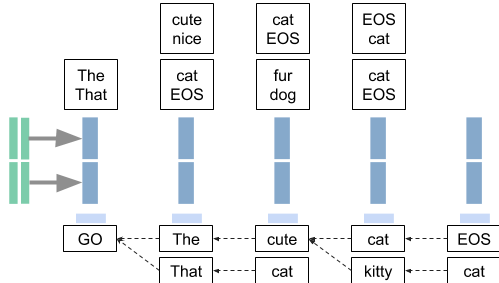 cute
nice
cat
EOS
EOS
cat
The
That
cat
EOS
fur
dog
cat
EOS
GO
The
cute
cat
EOS
That
cat
kitty
cat